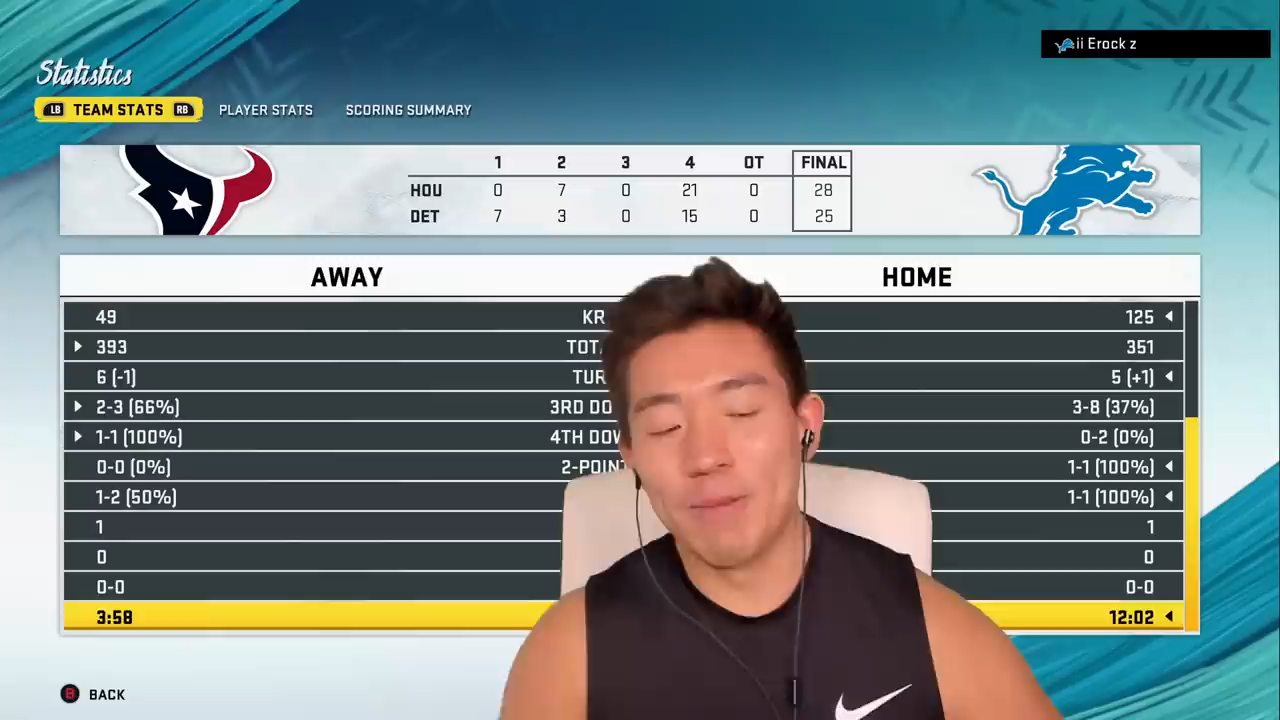 ii Erock z
Statistics
LB TEAM STATS RB PLAYER STATS SCORING SUMMARY
1 2 3 4 OT FINAL
HOU 0 7 0 21 0 28
DET 7 3 0 15 0 25
AWAY HOME
49 KR 125
393 351
6 (-1) 5 (+1)
2-3 (66%) 3RD 3-8 (37%)
1-1 (100%) 4TH 0-2 (0%)
0-0 (0%) 1-1 (100%)
1-2 (50%) 1-1 (100%)
1 1
0 0
0-0 0-0
3:58 12:02
B BACK